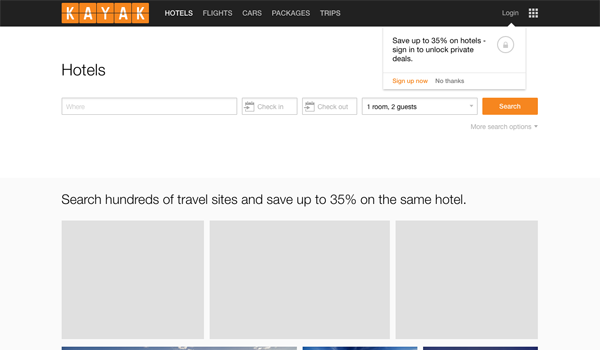 KAYAK HOTELS FLIGHTS CARS PACKAGES TRIPS Login
Save up to 35% on hotels -
sign in to unlock private
deals.
Sign up now No thanks
Hotels
Where Check in Check out 1 room, 2 guests Search
More search options
Search hundreds of travel sites and save up to 35% on the same hotel.